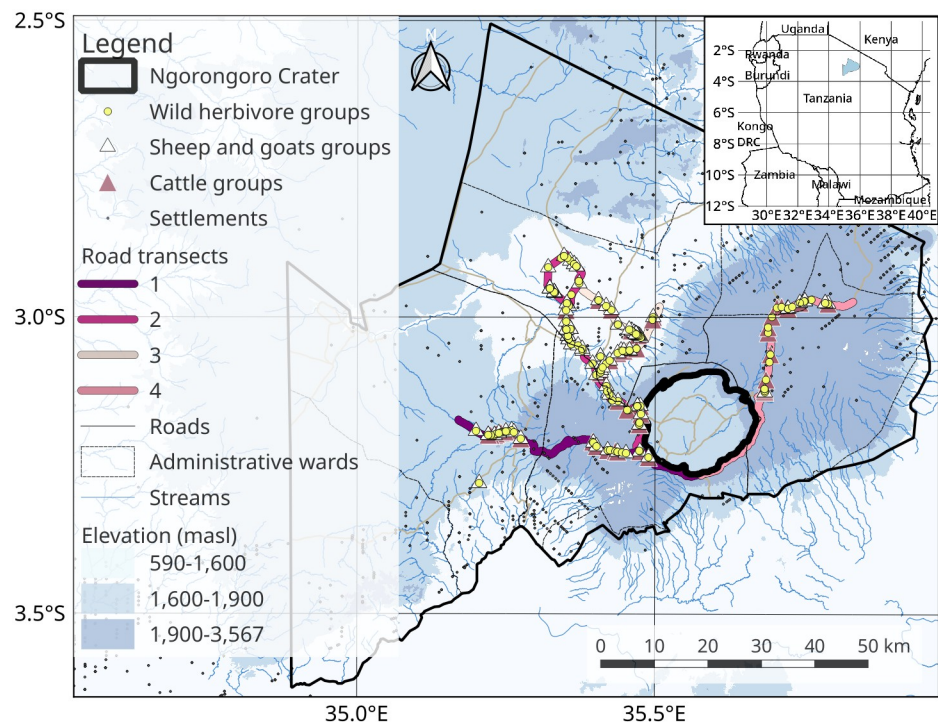 2.5°S
3.0°S
3.5°S
35.0°E
35.5°E
Legend
Ngorongoro Crater
Wild herbivore groups
Sheep and goats groups
Cattle groups
Settlements
Road transects
1
2
3
4
Roads
Administrative wards
Streams
Elevation (masl)
590-1,600
1,600-1,900
1,900-3,567
N
Uganda
Kenya
Rwanda
Burundi
Tanzania
Kongo
DRC
Zambia
Malawi
Mozambique
2°S
4°S
6°S
8°S
10°S
12°S
30°E 32°E 34°E 36°E 38°E 40°E
0 10 20 30 40 50 km